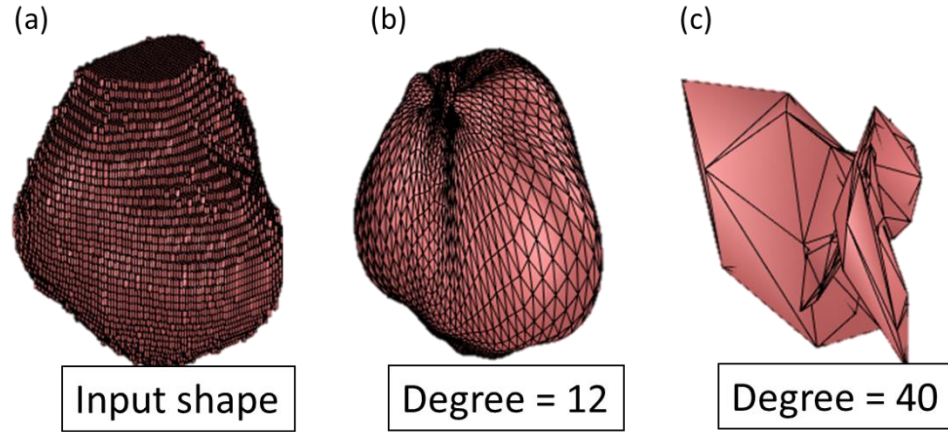 (a)
(b)
(c)
Input shape
Degree = 12
Degree = 40